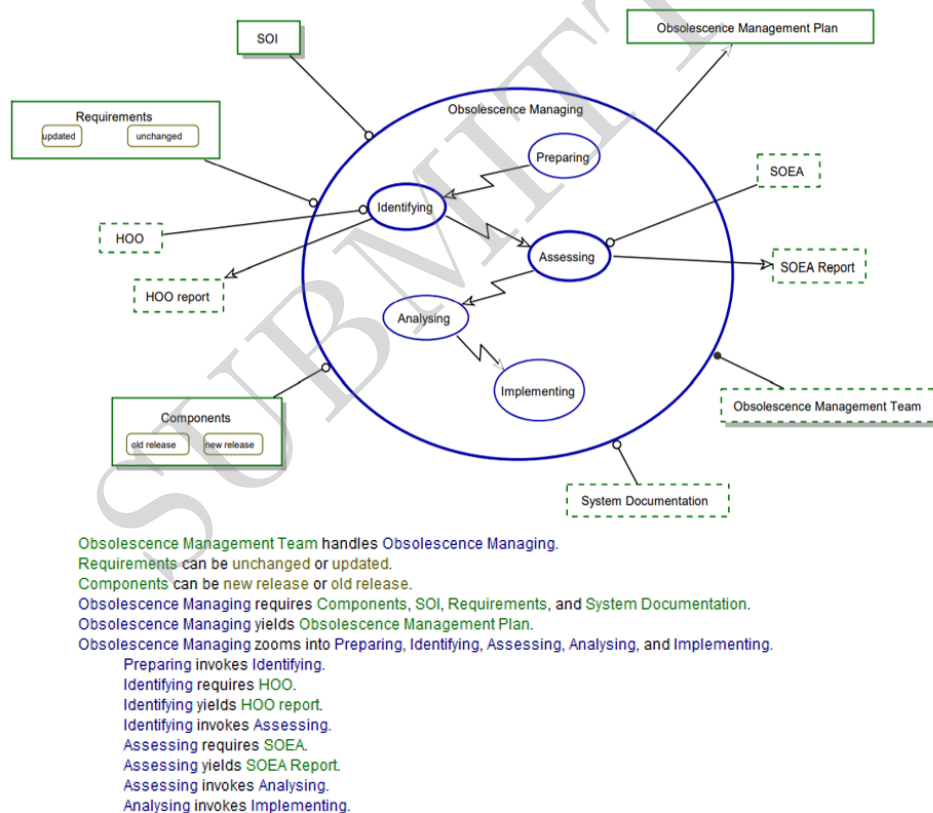 SOI
Obsolescence Management Plan
Obsolescence Managing
Requirements
updated
unchanged
Preparing
SOEA
Identifying
HOO
Assessing
SOEA Report
HOO report
Analysing
Implementing
Components
old release
new release
Obsolescence Management Team
System Documentation
SUBMITT
Obsolescence Management Team handles Obsolescence Managing.
Requirements can be unchanged or updated.
Components can be new release or old release.
Obsolescence Managing requires Components, SOI, Requirements, and System Documentation.
Obsolescence Managing yields Obsolescence Management Plan.
Obsolescence Managing zooms into Preparing, Identifying, Assessing, Analysing, and Implementing.
Preparing invokes Identifying.
Identifying requires HOO.
Identifying yields HOO report.
Identifying invokes Assessing.
Assessing requires SOEA.
Assessing yields SOEA Report.
Assessing invokes Analysing.
Analysing invokes Implementing.